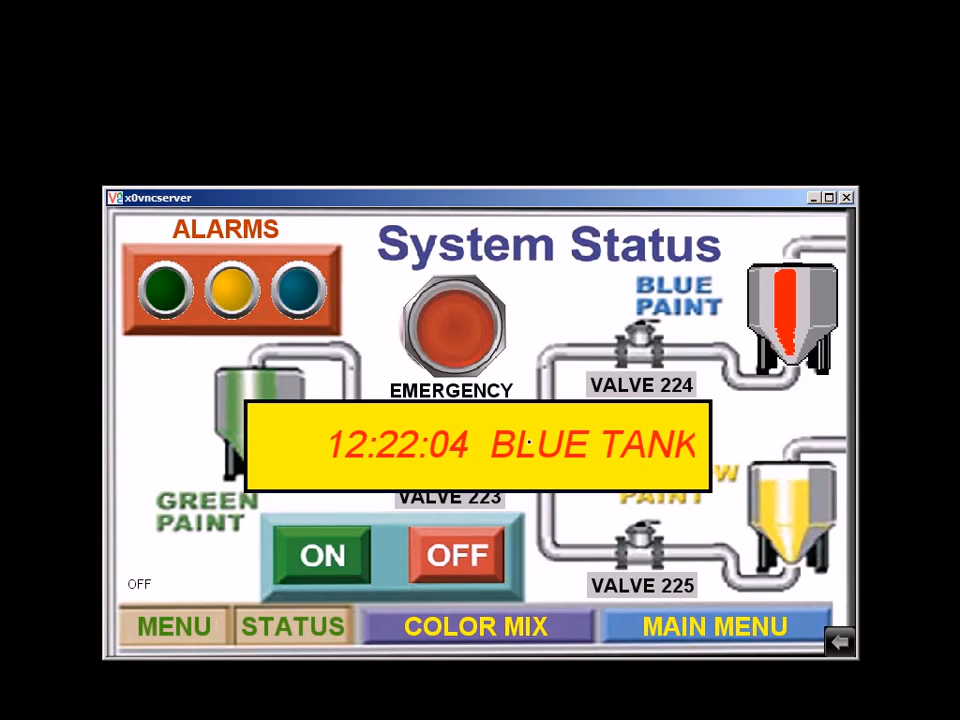 x0vncserver
ALARMS
System Status
BLUE
PAINT
EMERGENCY
VALVE 224
12:22:04 BLUE TANK
W
PAINT
GREEN
PAINT
VALVE 223
ON
OFF
OFF
VALVE 225
MENU
STATUS
COLOR MIX
MAIN MENU